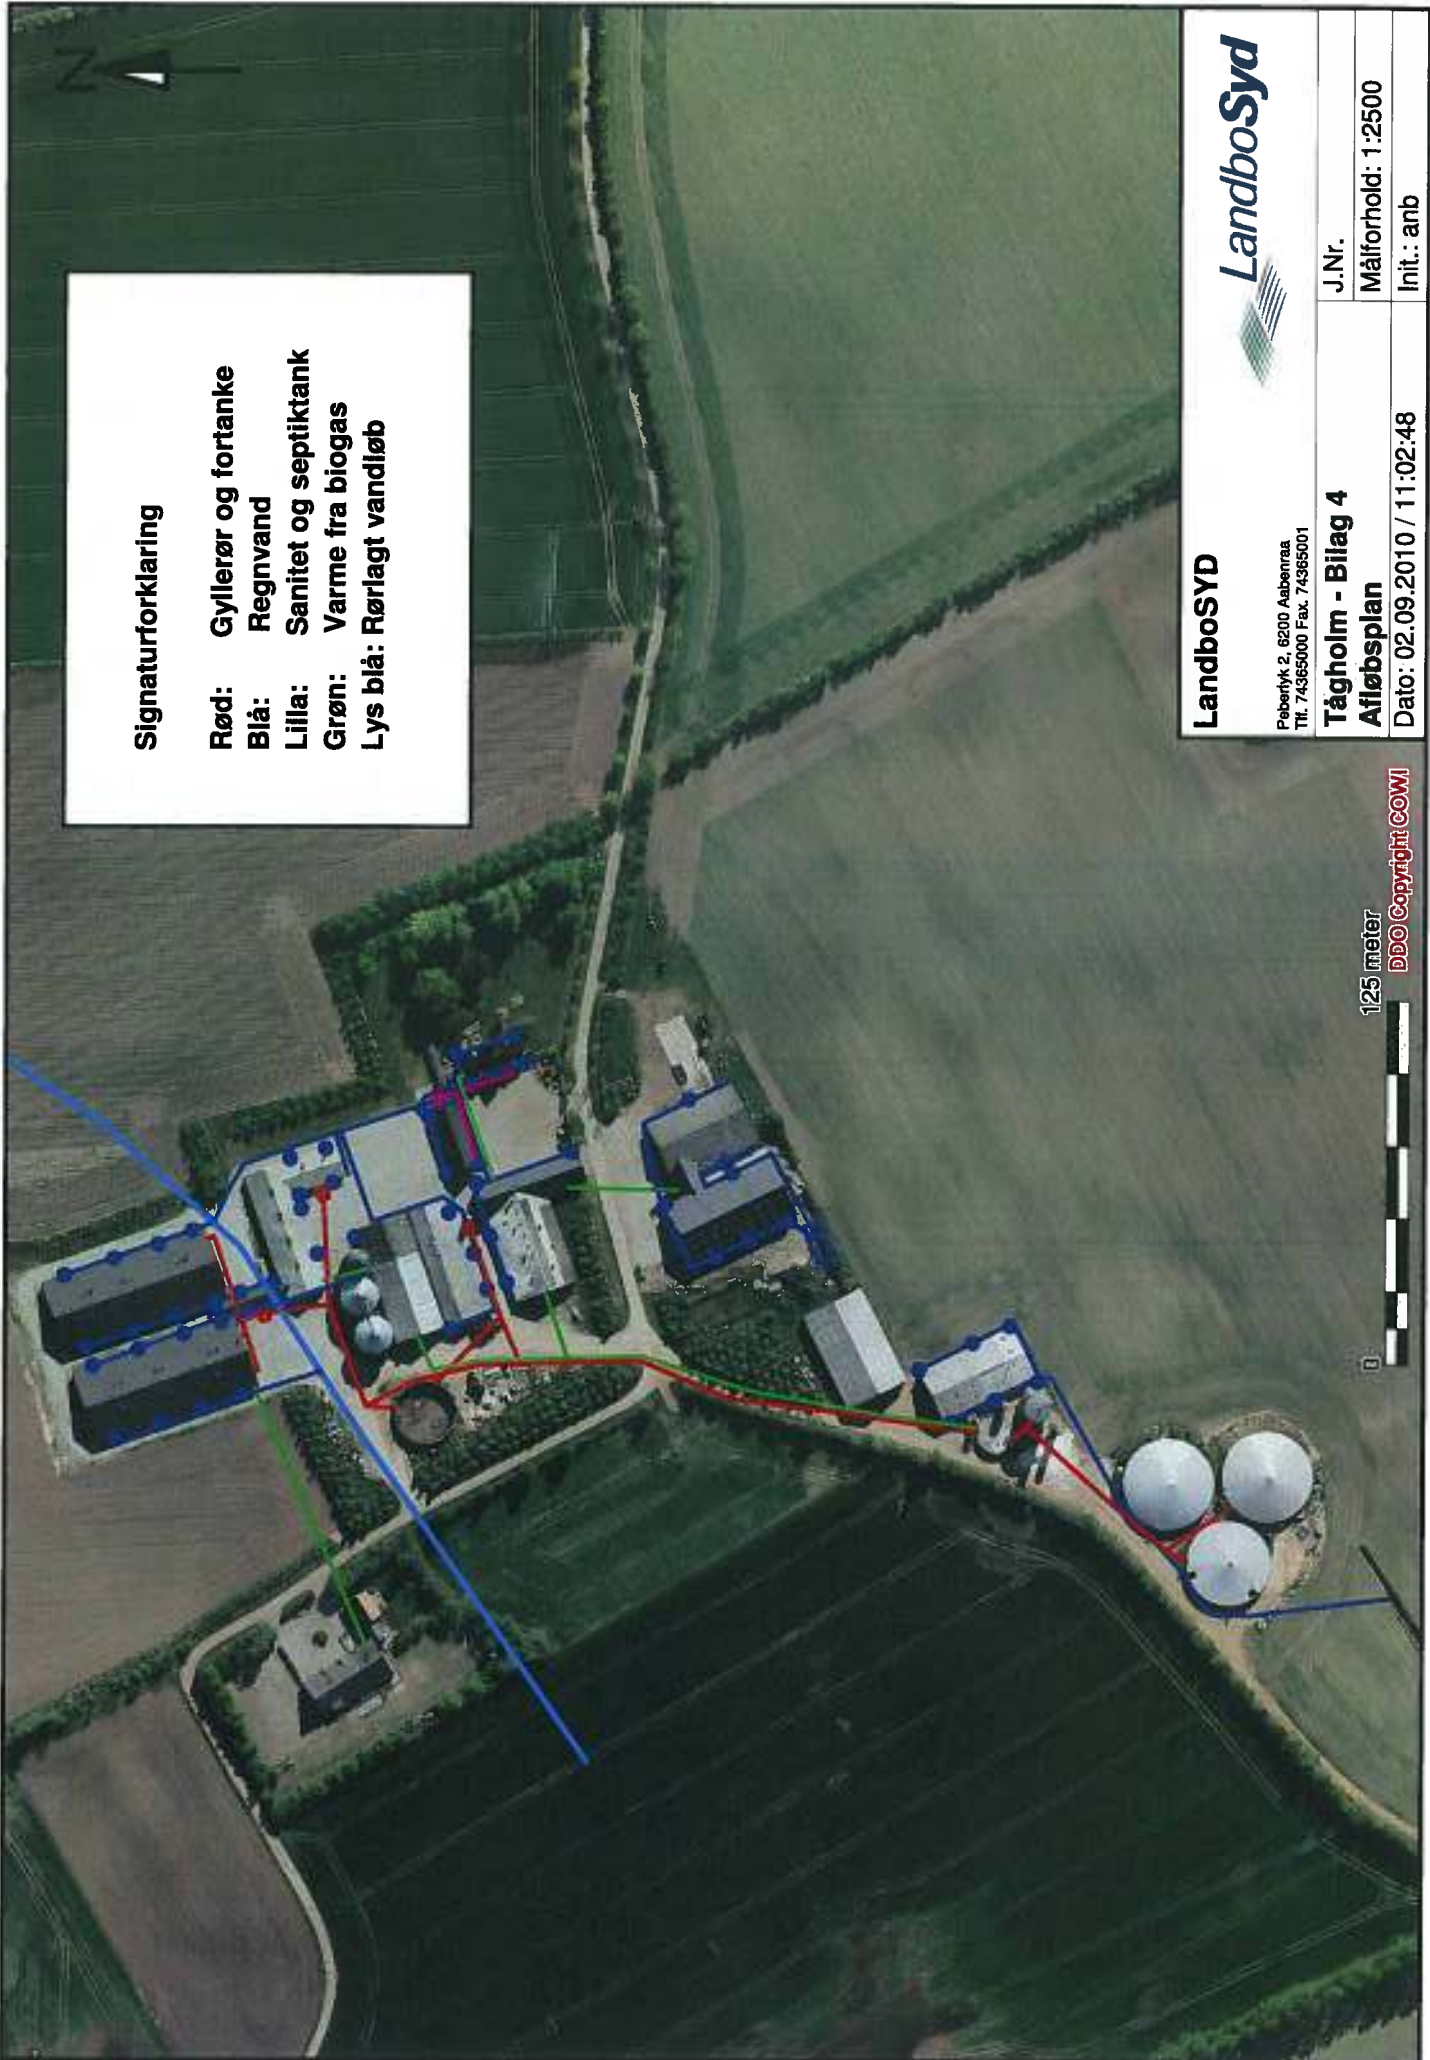 N
Signaturforklaring
Rød: Gyllerør og fortanke
Blå: Regnvand
Lilla: Sanitet og septiktank
Grøn: Varme fra biogas
Lys blå: Rørlagt vandløb
0 125 meter
DDO Copyright COWI
LandboSYD
LandboSyd
Peberlyk 2, 6200 Aabenraa
Tlf. 74365000 Fax. 74365001
Tågholm - Bilag 4
Afløbsplan
J.Nr.
Målforhold: 1:2500
Dato: 02.09.2010 / 11:02:48
Init.: anb